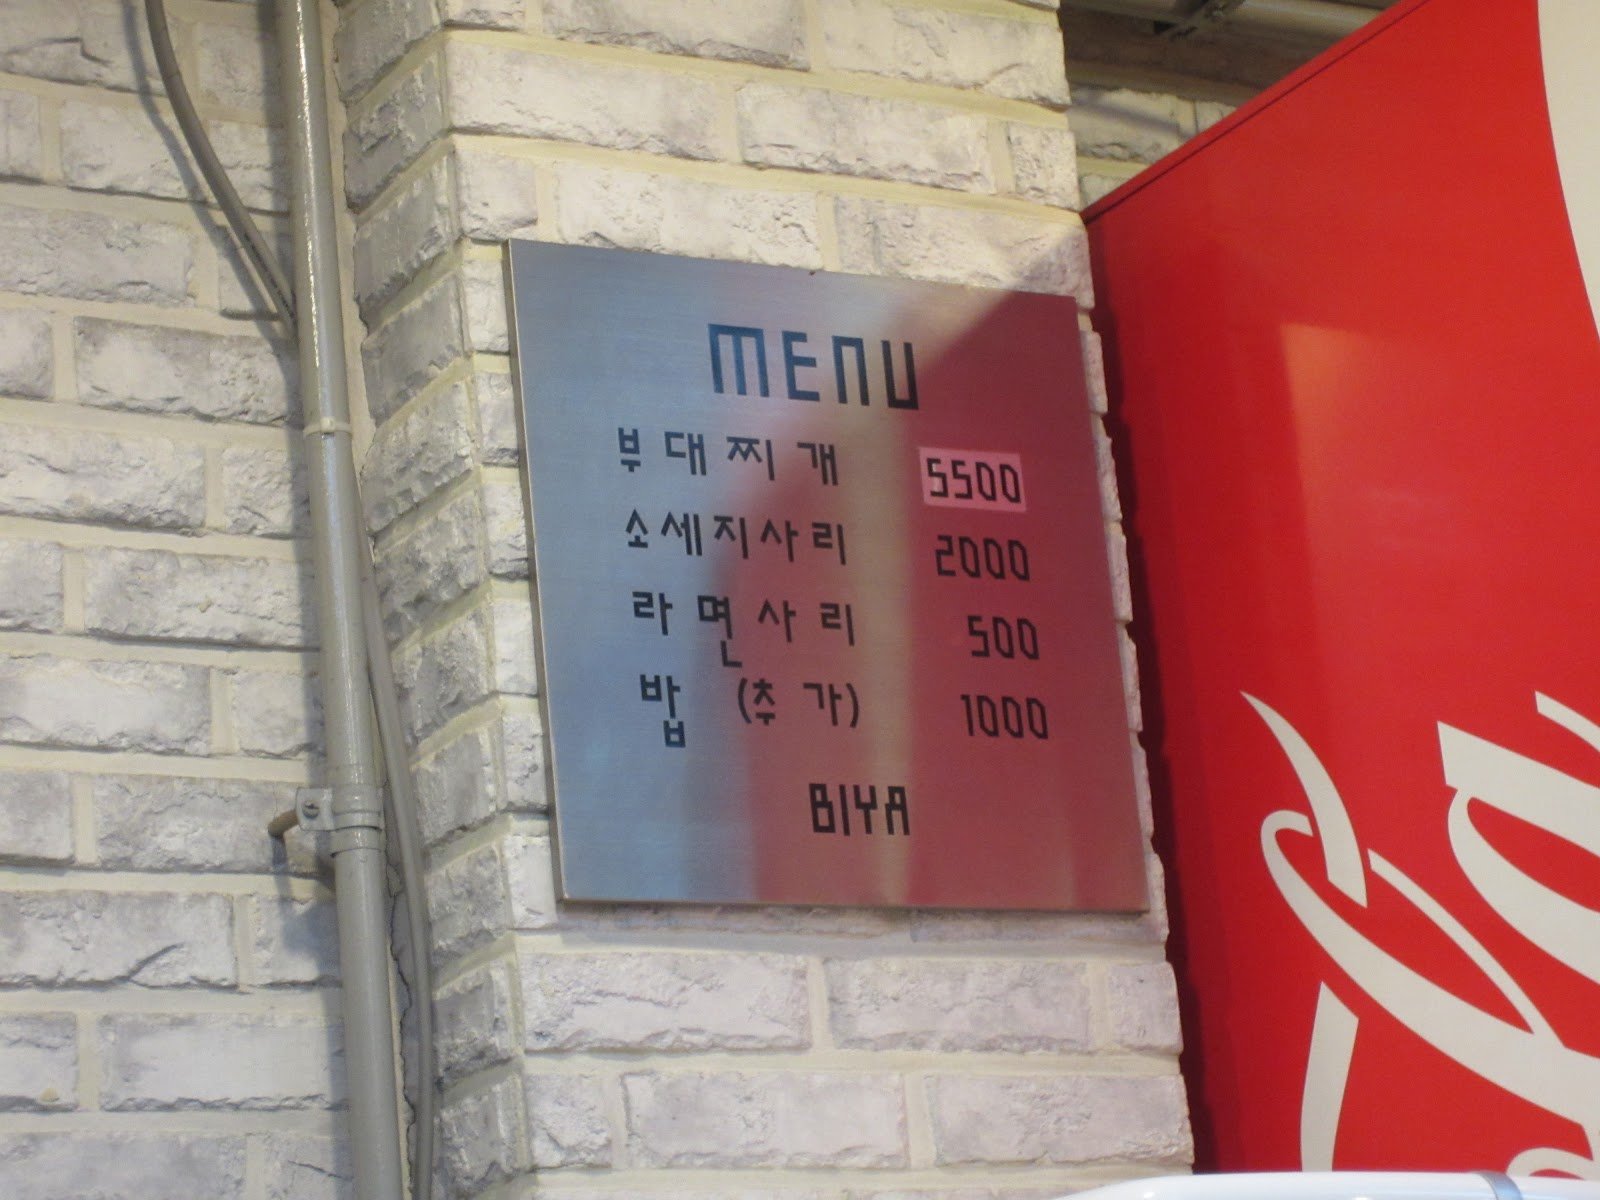 MENU
부대찌개 5500
소세지사리 2000
라면사리 500
밥 (추가) 1000
BIYA